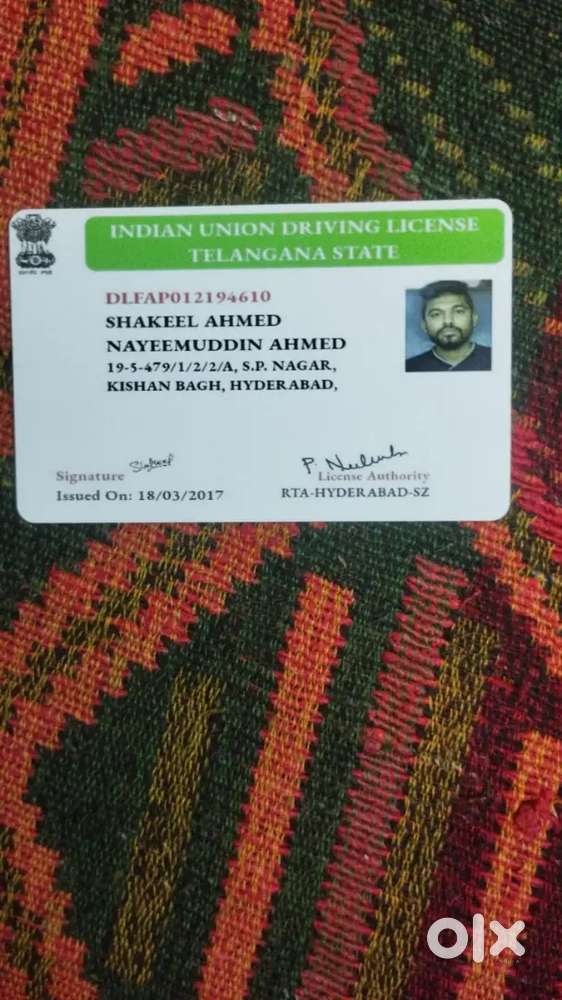 INDIAN UNION DRIVING LICENSE
TELANGANA STATE
DLFAP012194610
SHAKEEL AHMED
NAYEEMUDDIN AHMED
19-5-479/1/2/2/A, S.P. NAGAR,
KISHAN BAGH, HYDERABAD,
Signature
License Authority
Issued On: 18/03/2017
RTA-HYDERABAD-SZ
olx